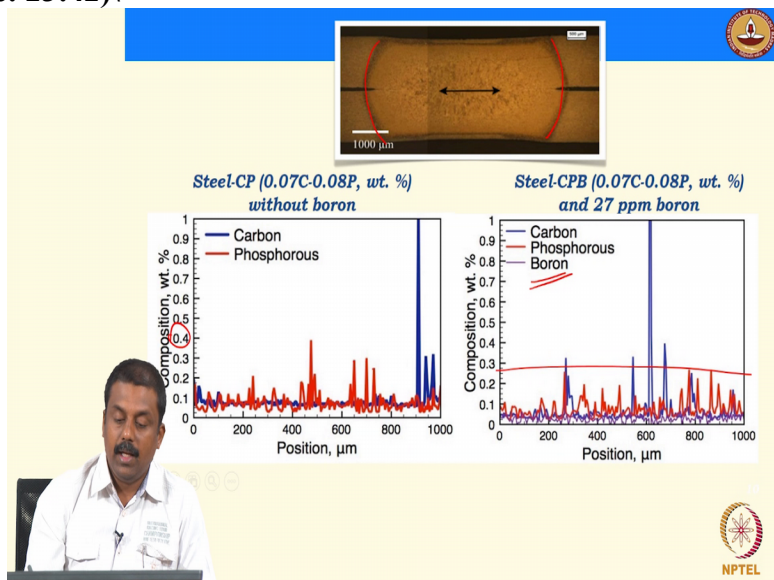 1000 μm
Steel-CP (0.07C-0.08P, wt. %)
without boron
Steel-CPB (0.07C-0.08P, wt. %)
and 27 ppm boron
Composition, wt. %
1
0.9
0.8
0.7
0.6
0.5
0.4
0.3
0.2
0.1
0
Carbon
Phosphorous
0 200 400 600 800 1000
Position, μm
Composition, wt. %
1
0.9
0.8
0.7
0.6
0.5
0.4
0.3
0.2
0.1
0
Carbon
Phosphorous
Boron
0 200 400 600 800 1000
Position, μm
NPTEL